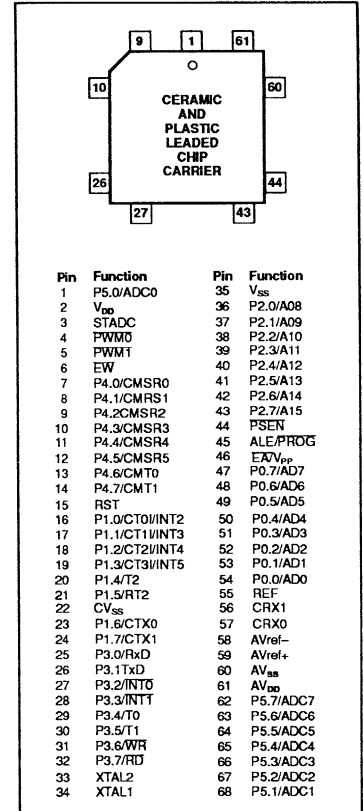 9 1 61
10 60
CERAMIC
AND
PLASTIC
LEADED
CHIP
CARRIER
26 44
27 43
Pin Function Pin Function
1 P5.0/ADC0 35 VSS
2 VDD 36 P2.0/A08
3 STADC 37 P2.1/A09
4 PWM0 38 P2.2/A10
5 PWM1 39 P2.3/A11
6 EW 40 P2.4/A12
7 P4.0/CMSR0 41 P2.5/A13
8 P4.1/CMRS1 42 P2.6/A14
9 P4.2CMSR2 43 P2.7/A15
10 P4.3/CMSR3 44 PSEN
11 P4.4/CMSR4 45 ALE/PROG
12 P4.5/CMSR5 46 EA/VPP
13 P4.6/CMT0 47 P0.7/AD7
14 P4.7/CMT1 48 P0.6/AD6
15 RST 49 P0.5/AD5
16 P1.0/CT0I/INT2 50 P0.4/AD4
17 P1.1/CT1I/INT3 51 P0.3/AD3
18 P1.2/CT2I/INT4 52 P0.2/AD2
19 P1.3/CT3I/INT5 53 P0.1/AD1
20 P1.4/T2 54 P0.0/AD0
21 P1.5/RT2 55 REF
22 CVSS 56 CRX1
23 P1.6/CTX0 57 CRX0
24 P1.7/CTX1 58 AVref–
25 P3.0/RxD 59 AVref+
26 P3.1TxD 60 AVSS
27 P3.2/INT0 61 AVDD
28 P3.3/INT1 62 P5.7/ADC7
29 P3.4/T0 63 P5.6/ADC6
30 P3.5/T1 64 P5.5/ADC5
31 P3.6/WR 65 P5.4/ADC4
32 P3.7/RD 66 P5.3/ADC3
33 XTAL2 67 P5.2/ADC2
34 XTAL1 68 P5.1/ADC1